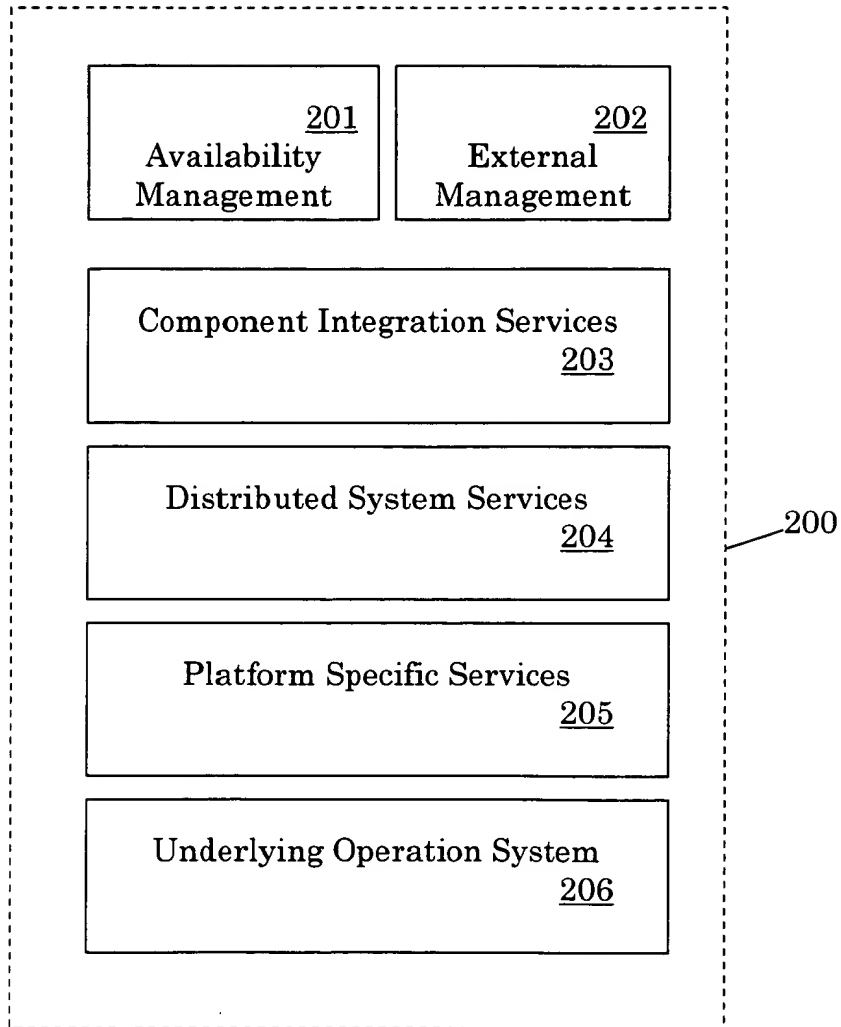 201
Availability
Management
202
External
Management
Component Integration Services
203
Distributed System Services
204
200
Platform Specific Services
205
Underlying Operation System
206